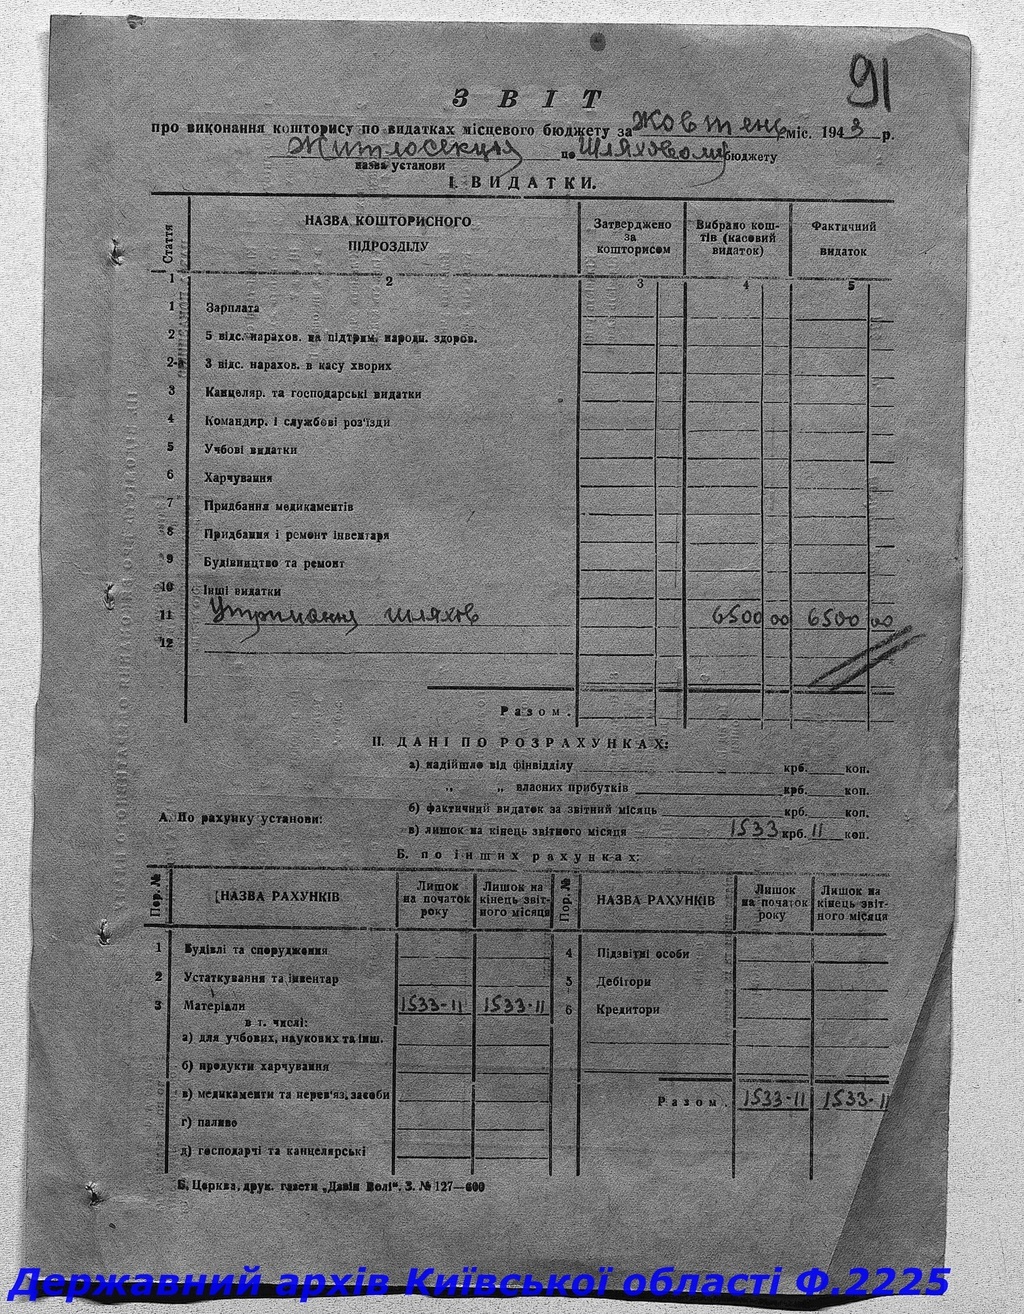 91
ЗВІТ
про виконання кошторису по видатках місцевого бюджету за Жовтень міс. 1943 р.
Житлосекція по Шляховому бюджету
назва установи
І. ВИДАТКИ.
Стаття НАЗВА КОШТОРИСНОГО ПІДРОЗДІЛУ Затверджено за кошторисом Вибрано коштів (касовий видаток) Фактичний видаток
1 2 3 4 5
1 Зарплата
2 5 відс. нарахов. на підтрим. народн. здоров.
2-а 3 відс. нарахов. в касу хворих
3 Канцеляр. та господарські видатки
4 Командир. і службові роз'їзди
5 Учбові видатки
6 Харчування
7 Придбання медикаментів
8 Придбання і ремонт інвентаря
9 Будівництво та ремонт
10 Інші видатки
11 Утримання шляхов 6500 00 6500 00
12
Разом.
ІІ. ДАНІ ПО РОЗРАХУНКАХ:
а) надійшло від фінвідділу крб. коп.
„ „ власних прибутків крб. коп.
б) фактичний видаток за звітний місяць крб. коп.
А. По рахунку установи:
в) лишок на кінець звітного місяця 1533 крб. 11 коп.
Б. по інших рахунках:
Пор. № НАЗВА РАХУНКІВ Лишок на початок року Лишок на кінець звітного місяця Пор. № НАЗВА РАХУНКІВ Лишок на початок року Лишок на кінець звітного місяця
1 Будівлі та спорудження 4 Підзвітні особи
2 Устаткування та інвентар 5 Дебітори
3 Матеріали 1533-11 1533-11 6 Кредитори
в т. числі:
а) для учбових, наукових та інш.
б) продукти харчування
в) медикаменти та перев'яз. засоби Разом. 1533-11 1533-11
г) паливо
д) господарчі та канцелярські
Б. Церква, друк. газети „Дзвін Волі". З. № 127—600
Державний архів Київської області Ф.2225